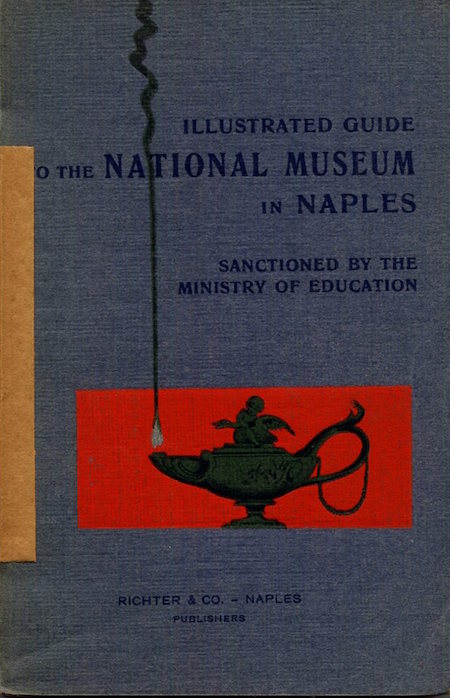 ILLUSTRATED GUIDE
O THE NATIONAL MUSEUM
IN NAPLES
SANCTIONED BY THE
MINISTRY OF EDUCATION
RICHTER & CO. - NAPLES
PUBLISHERS